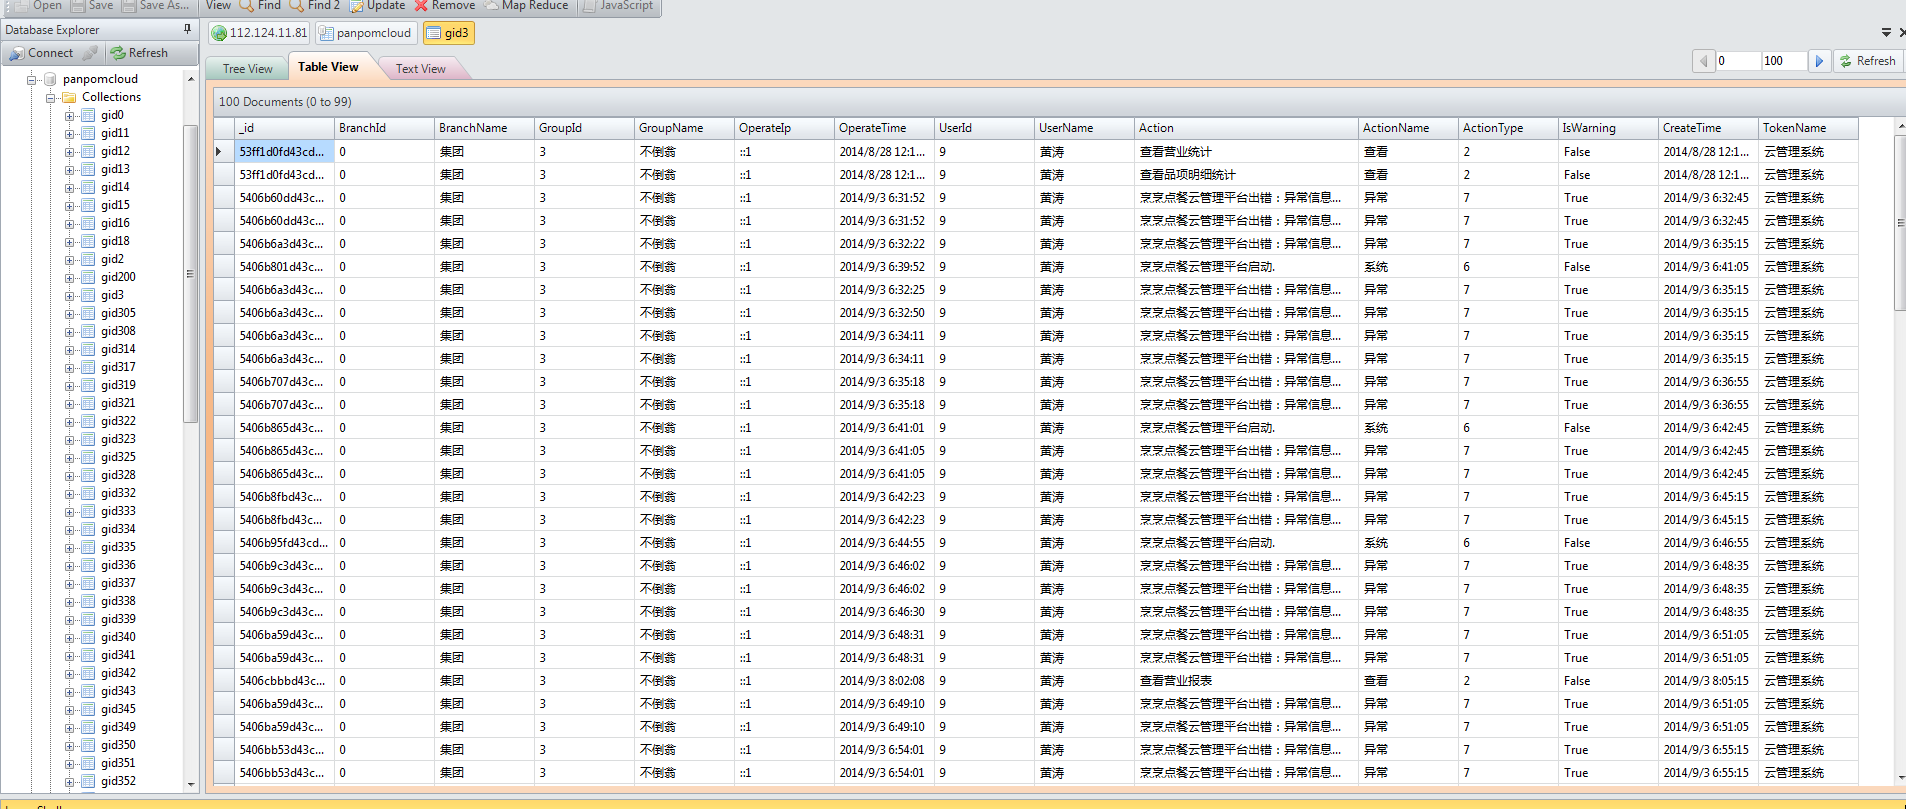 Open Save Save As... View Find Find 2 Update Remove Map Reduce JavaScript
Database Explorer
Connect Refresh
panpomcloud
Collections
gid0
gid11
gid12
gid13
gid14
gid15
gid16
gid18
gid2
gid200
gid3
gid305
gid308
gid314
gid317
gid319
gid321
gid322
gid323
gid325
gid328
gid332
gid333
gid334
gid335
gid336
gid337
gid338
gid339
gid340
gid341
gid342
gid343
gid345
gid349
gid350
gid351
gid352
112.124.11.81 panpomcloud gid3
Tree View Table View Text View
0 100 Refresh
100 Documents (0 to 99)
_id BranchId BranchName GroupId GroupName OperateIp OperateTime UserId UserName Action ActionName ActionType IsWarning CreateTime TokenName
53ff1d0fd43cd... 0 集团 3 不倒翁 ::1 2014/8/28 12:1... 9 黄涛 查看营业统计 查看 2 False 2014/8/28 12:1... 云管理系统
53ff1d0fd43cd... 0 集团 3 不倒翁 ::1 2014/8/28 12:1... 9 黄涛 查看品项明细统计 查看 2 False 2014/8/28 12:1... 云管理系统
5406b60dd43c... 0 集团 3 不倒翁 ::1 2014/9/3 6:31:52 9 黄涛 烹烹点餐云管理平台出错：异常信息... 异常 7 True 2014/9/3 6:32:45 云管理系统
5406b60dd43c... 0 集团 3 不倒翁 ::1 2014/9/3 6:31:52 9 黄涛 烹烹点餐云管理平台出错：异常信息... 异常 7 True 2014/9/3 6:32:45 云管理系统
5406b6a3d43c... 0 集团 3 不倒翁 ::1 2014/9/3 6:32:22 9 黄涛 烹烹点餐云管理平台出错：异常信息... 异常 7 True 2014/9/3 6:35:15 云管理系统
5406b801d43c... 0 集团 3 不倒翁 ::1 2014/9/3 6:39:52 9 黄涛 烹烹点餐云管理平台启动. 系统 6 False 2014/9/3 6:41:05 云管理系统
5406b6a3d43c... 0 集团 3 不倒翁 ::1 2014/9/3 6:32:25 9 黄涛 烹烹点餐云管理平台出错：异常信息... 异常 7 True 2014/9/3 6:35:15 云管理系统
5406b6a3d43c... 0 集团 3 不倒翁 ::1 2014/9/3 6:32:50 9 黄涛 烹烹点餐云管理平台出错：异常信息... 异常 7 True 2014/9/3 6:35:15 云管理系统
5406b6a3d43c... 0 集团 3 不倒翁 ::1 2014/9/3 6:34:11 9 黄涛 烹烹点餐云管理平台出错：异常信息... 异常 7 True 2014/9/3 6:35:15 云管理系统
5406b6a3d43c... 0 集团 3 不倒翁 ::1 2014/9/3 6:34:11 9 黄涛 烹烹点餐云管理平台出错：异常信息... 异常 7 True 2014/9/3 6:35:15 云管理系统
5406b707d43c... 0 集团 3 不倒翁 ::1 2014/9/3 6:35:18 9 黄涛 烹烹点餐云管理平台出错：异常信息... 异常 7 True 2014/9/3 6:36:55 云管理系统
5406b707d43c... 0 集团 3 不倒翁 ::1 2014/9/3 6:35:18 9 黄涛 烹烹点餐云管理平台出错：异常信息... 异常 7 True 2014/9/3 6:36:55 云管理系统
5406b865d43c... 0 集团 3 不倒翁 ::1 2014/9/3 6:41:01 9 黄涛 烹烹点餐云管理平台启动. 系统 6 False 2014/9/3 6:42:45 云管理系统
5406b865d43c... 0 集团 3 不倒翁 ::1 2014/9/3 6:41:05 9 黄涛 烹烹点餐云管理平台出错：异常信息... 异常 7 True 2014/9/3 6:42:45 云管理系统
5406b865d43c... 0 集团 3 不倒翁 ::1 2014/9/3 6:41:05 9 黄涛 烹烹点餐云管理平台出错：异常信息... 异常 7 True 2014/9/3 6:42:45 云管理系统
5406b8fbd43c... 0 集团 3 不倒翁 ::1 2014/9/3 6:42:23 9 黄涛 烹烹点餐云管理平台出错：异常信息... 异常 7 True 2014/9/3 6:45:15 云管理系统
5406b8fbd43c... 0 集团 3 不倒翁 ::1 2014/9/3 6:42:23 9 黄涛 烹烹点餐云管理平台出错：异常信息... 异常 7 True 2014/9/3 6:45:15 云管理系统
5406b95fd43cd... 0 集团 3 不倒翁 ::1 2014/9/3 6:44:55 9 黄涛 烹烹点餐云管理平台启动. 系统 6 False 2014/9/3 6:46:55 云管理系统
5406b9c3d43c... 0 集团 3 不倒翁 ::1 2014/9/3 6:46:02 9 黄涛 烹烹点餐云管理平台出错：异常信息... 异常 7 True 2014/9/3 6:48:35 云管理系统
5406b9c3d43c... 0 集团 3 不倒翁 ::1 2014/9/3 6:46:02 9 黄涛 烹烹点餐云管理平台出错：异常信息... 异常 7 True 2014/9/3 6:48:35 云管理系统
5406b9c3d43c... 0 集团 3 不倒翁 ::1 2014/9/3 6:46:30 9 黄涛 烹烹点餐云管理平台出错：异常信息... 异常 7 True 2014/9/3 6:48:35 云管理系统
5406ba59d43c... 0 集团 3 不倒翁 ::1 2014/9/3 6:48:31 9 黄涛 烹烹点餐云管理平台出错：异常信息... 异常 7 True 2014/9/3 6:51:05 云管理系统
5406ba59d43c... 0 集团 3 不倒翁 ::1 2014/9/3 6:48:31 9 黄涛 烹烹点餐云管理平台出错：异常信息... 异常 7 True 2014/9/3 6:51:05 云管理系统
5406cbbbd43c... 0 集团 3 不倒翁 ::1 2014/9/3 8:02:08 9 黄涛 查看营业报表 查看 2 False 2014/9/3 8:05:15 云管理系统
5406ba59d43c... 0 集团 3 不倒翁 ::1 2014/9/3 6:49:10 9 黄涛 烹烹点餐云管理平台出错：异常信息... 异常 7 True 2014/9/3 6:51:05 云管理系统
5406ba59d43c... 0 集团 3 不倒翁 ::1 2014/9/3 6:49:10 9 黄涛 烹烹点餐云管理平台出错：异常信息... 异常 7 True 2014/9/3 6:51:05 云管理系统
5406bb53d43c... 0 集团 3 不倒翁 ::1 2014/9/3 6:54:01 9 黄涛 烹烹点餐云管理平台出错：异常信息... 异常 7 True 2014/9/3 6:55:15 云管理系统
5406bb53d43c... 0 集团 3 不倒翁 ::1 2014/9/3 6:54:01 9 黄涛 烹烹点餐云管理平台出错：异常信息... 异常 7 True 2014/9/3 6:55:15 云管理系统